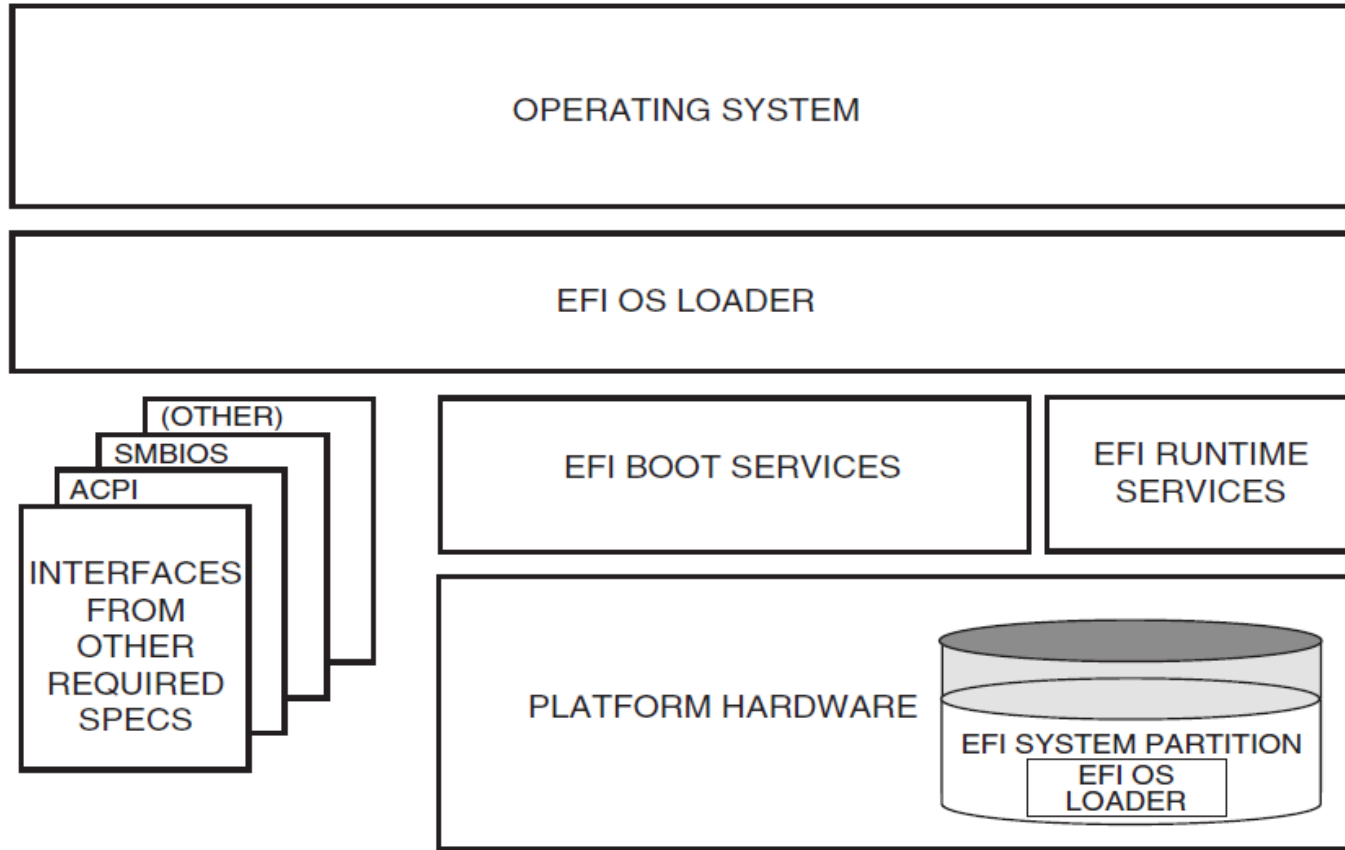 OPERATING SYSTEM
EFI OS LOADER
(OTHER)
SMBIOS
ACPI
INTERFACES
FROM
OTHER
REQUIRED
SPECS
EFI BOOT SERVICES
EFI RUNTIME
SERVICES
PLATFORM HARDWARE
EFI SYSTEM PARTITION
EFI OS
LOADER